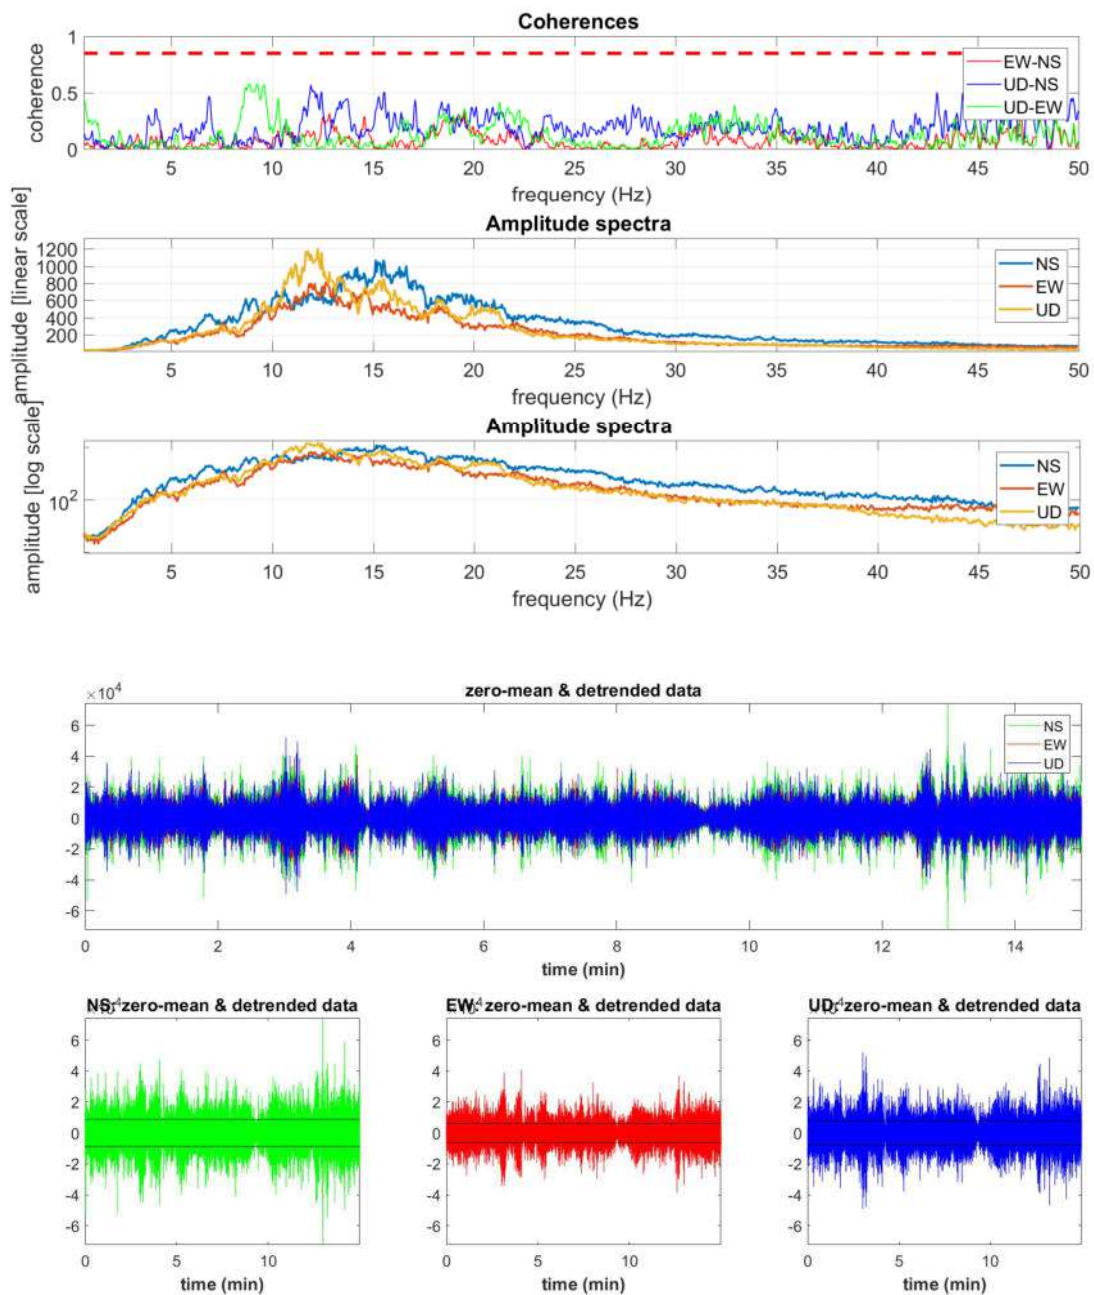 Coherences
coherence
1
0.5
0
EW-NS
UD-NS
UD-EW
5 10 15 20 25 30 35 40 45 50
frequency (Hz)
Amplitude spectra
amplitude [linear scale]
1200
1000
800
600
400
200
NS
EW
UD
5 10 15 20 25 30 35 40 45 50
frequency (Hz)
Amplitude spectra
amplitude [log scale]
10²
NS
EW
UD
5 10 15 20 25 30 35 40 45 50
frequency (Hz)
zero-mean & detrended data
×10⁴
6
4
2
0
-2
-4
-6
NS
EW
UD
0 2 4 6 8 10 12 14
time (min)
NS: zero-mean & detrended data
×10⁴
6
4
2
0
-2
-4
-6
0 5 10
time (min)
EW: zero-mean & detrended data
×10⁴
6
4
2
0
-2
-4
-6
0 5 10
time (min)
UD: zero-mean & detrended data
×10⁴
6
4
2
0
-2
-4
-6
0 5 10
time (min)